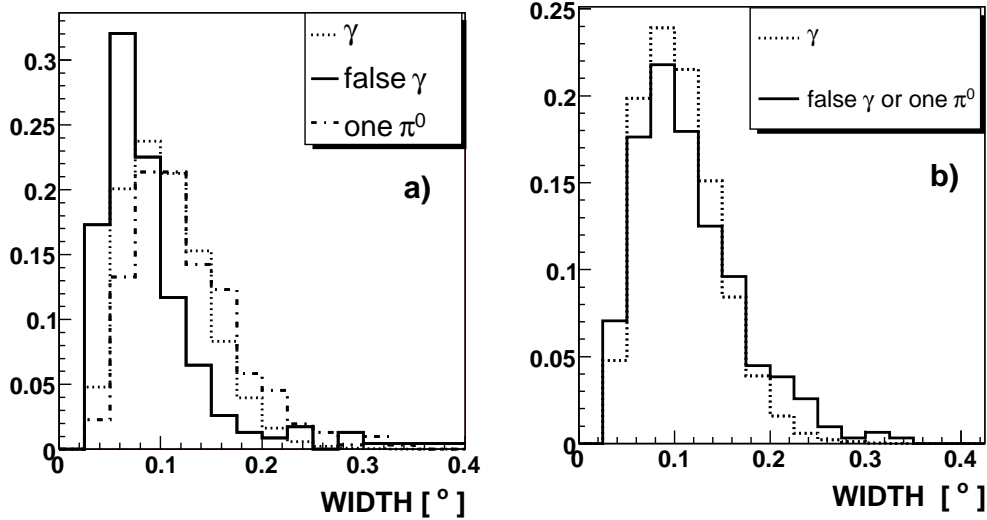 γ
false γ
one π⁰
a)
0.3
0.25
0.2
0.15
0.1
0.05
0
0 0.1 0.2 0.3 0.4
WIDTH [ ° ]
γ
false γ or one π⁰
b)
0.25
0.2
0.15
0.1
0.05
0
0 0.1 0.2 0.3 0.4
WIDTH [ ° ]